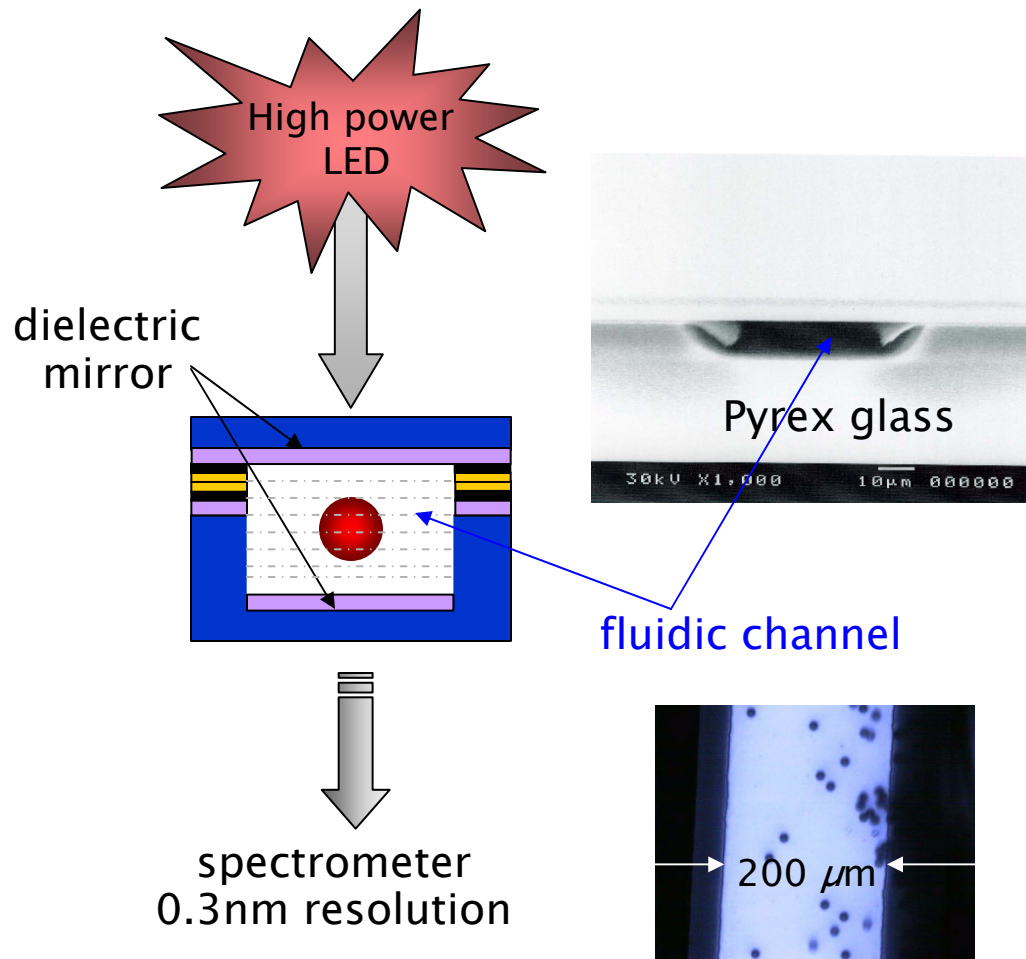 High power
LED
dielectric
mirror
Pyrex glass
30kV X1,000 10μm 000000
fluidic channel
200 μm
spectrometer
0.3nm resolution